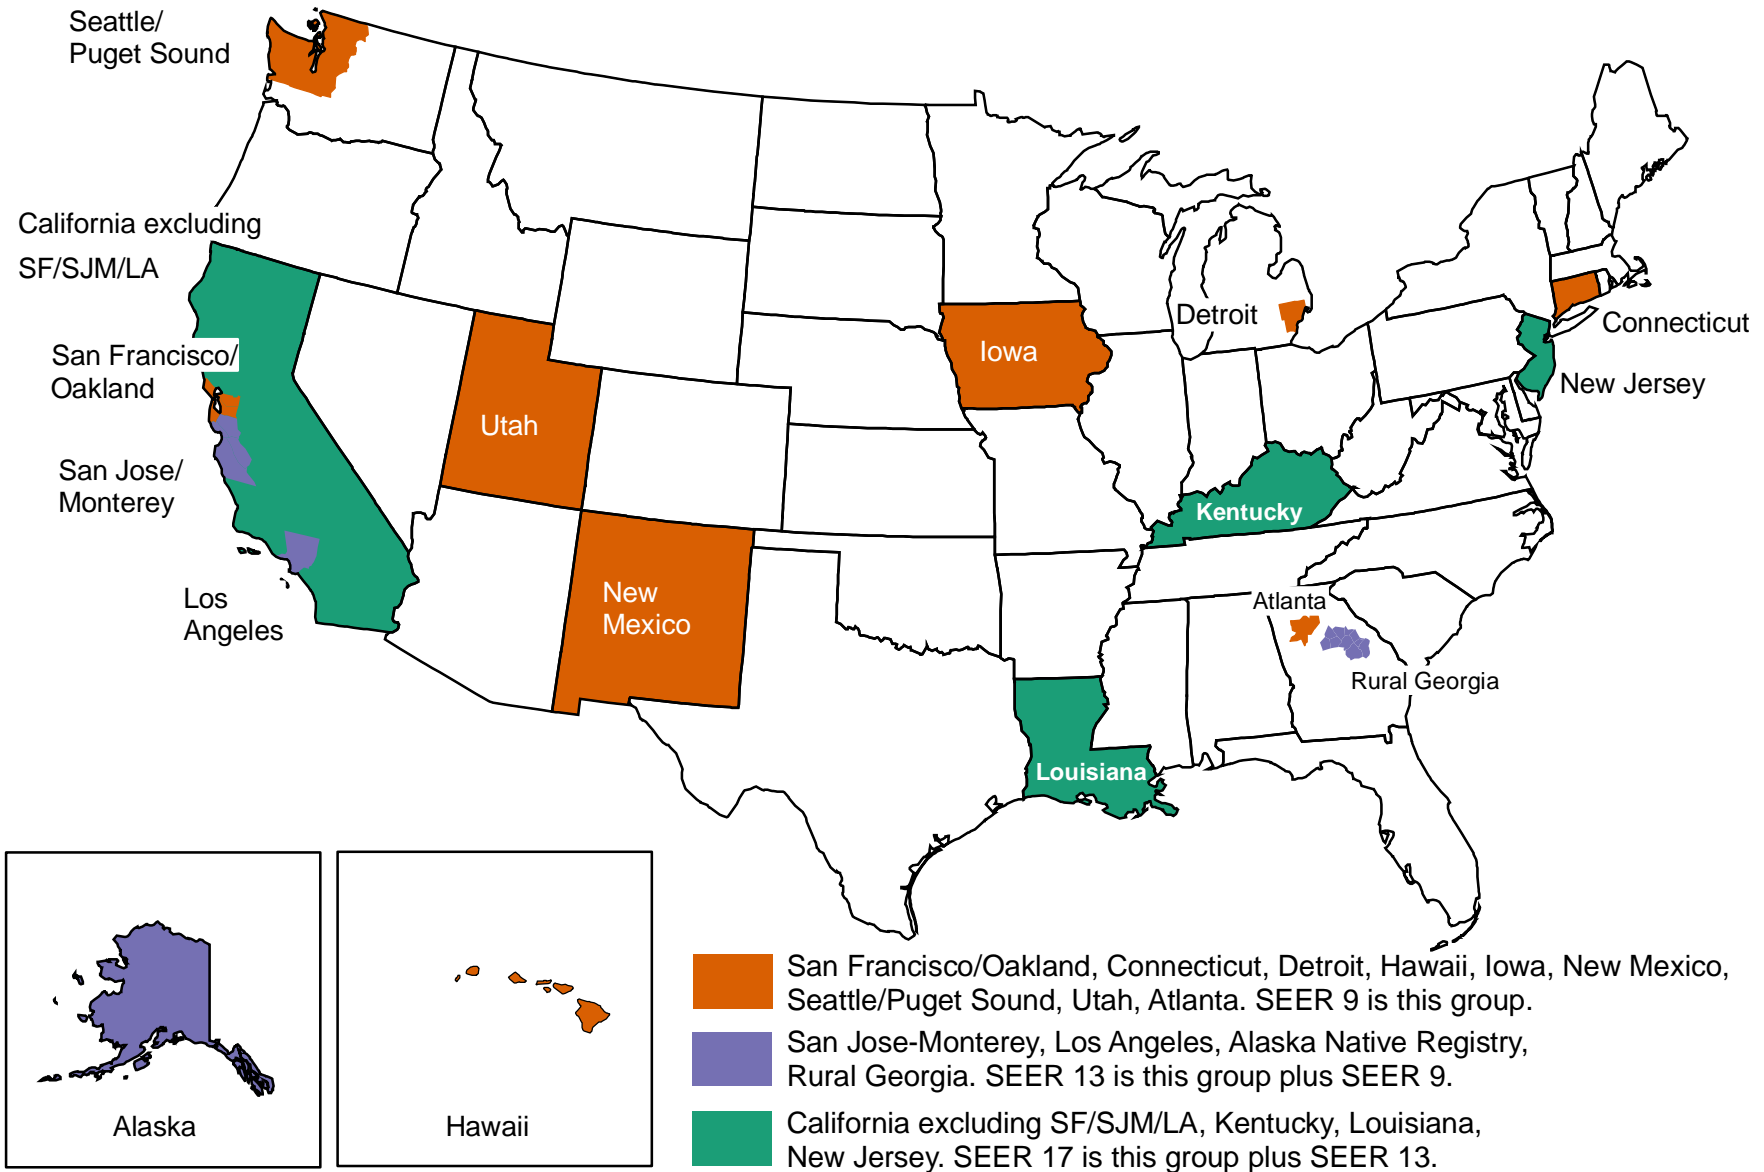 Seattle/
Puget Sound
California excluding
SF/SJM/LA
San Francisco/
Oakland
San Jose/
Monterey
Los
Angeles
Utah
New
Mexico
Iowa
Detroit
Connecticut
New Jersey
Kentucky
Atlanta
Rural Georgia
Louisiana
Alaska
Hawaii
San Francisco/Oakland, Connecticut, Detroit, Hawaii, Iowa, New Mexico,
Seattle/Puget Sound, Utah, Atlanta. SEER 9 is this group.
San Jose-Monterey, Los Angeles, Alaska Native Registry,
Rural Georgia. SEER 13 is this group plus SEER 9.
California excluding SF/SJM/LA, Kentucky, Louisiana,
New Jersey. SEER 17 is this group plus SEER 13.